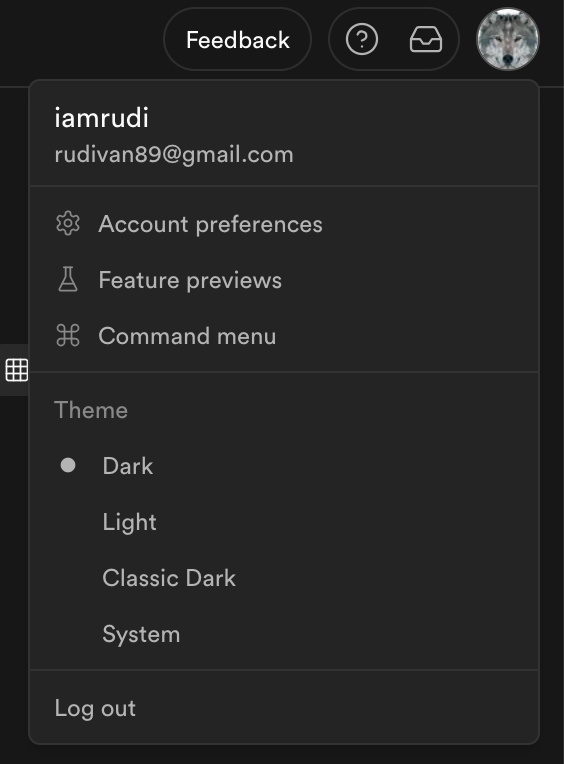 Feedback
iamrudi
rudivan89@gmail.com
Account preferences
Feature previews
Command menu
Theme
Dark
Light
Classic Dark
System
Log out